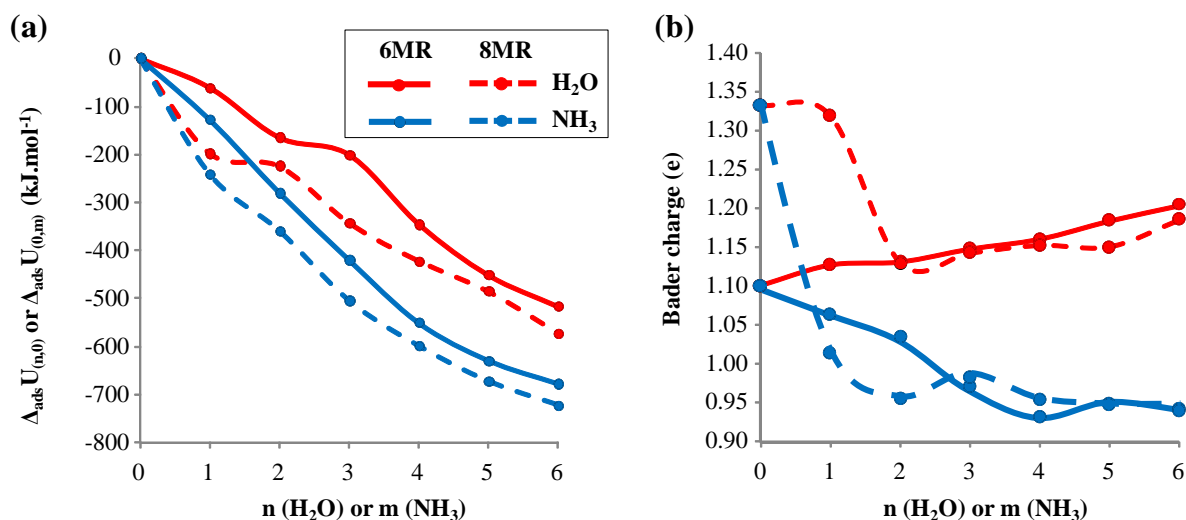 (a)
6MR 8MR
H₂O
NH₃
0
-100
-200
-300
-400
-500
-600
-700
-800
Δads U(n,0) or Δads U(0,m) (kJ.mol⁻¹)
0 1 2 3 4 5 6
n (H₂O) or m (NH₃)
(b)
1.40
1.35
1.30
1.25
1.20
1.15
1.10
1.05
1.00
0.95
0.90
Bader charge (e)
0 1 2 3 4 5 6
n (H₂O) or m (NH₃)